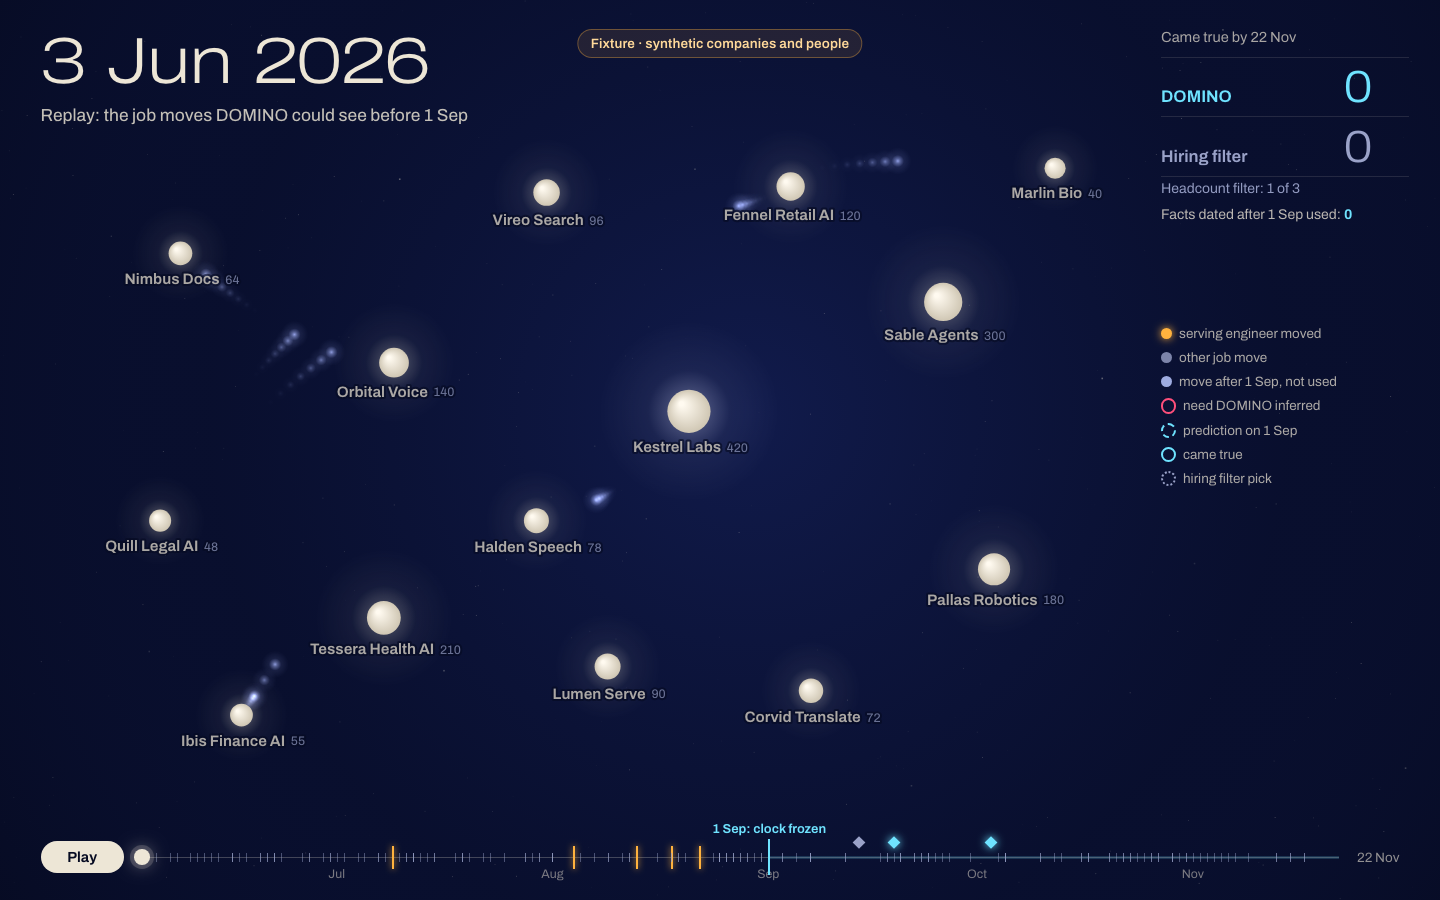 3 Jun 2026
Replay: the job moves DOMINO could see before 1 Sep
Fixture · synthetic companies and people
Came true by 22 Nov
DOMINO 0
Hiring filter 0
Headcount filter: 1 of 3
Facts dated after 1 Sep used: 0
Vireo Search 96
Fennel Retail AI 120
Marlin Bio 40
Nimbus Docs 64
Sable Agents 300
Orbital Voice 140
Kestrel Labs 420
Quill Legal AI 48
Halden Speech 78
Pallas Robotics 180
Tessera Health AI 210
Lumen Serve 90
Corvid Translate 72
Ibis Finance AI 55
serving engineer moved
other job move
move after 1 Sep, not used
need DOMINO inferred
prediction on 1 Sep
came true
hiring filter pick
1 Sep: clock frozen
Play
22 Nov
Jul
Aug
Sep
Oct
Nov